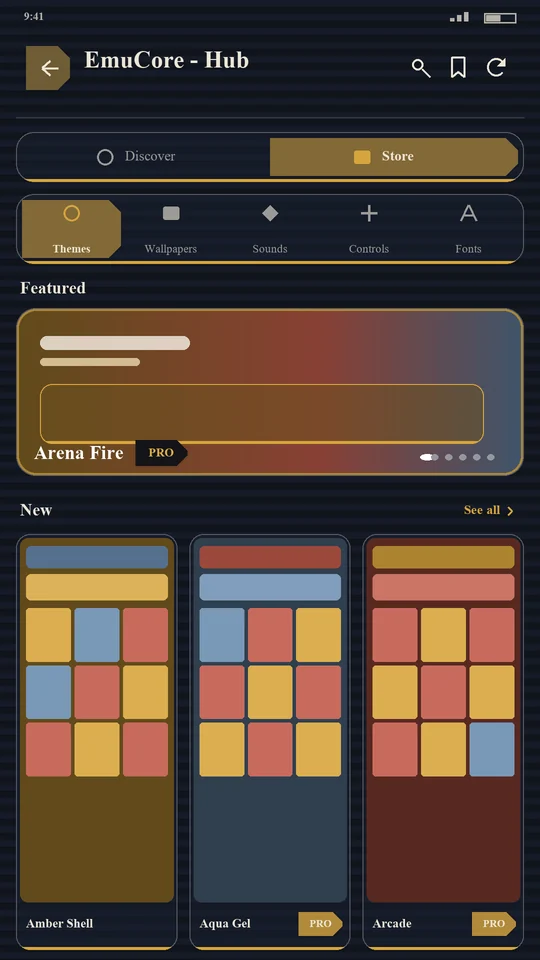 9:41
EmuCore - Hub
Discover
Store
Themes
Wallpapers
Sounds
Controls
Fonts
Featured
Arena Fire
PRO
New
See all
Amber Shell
Aqua Gel
PRO
Arcade
PRO